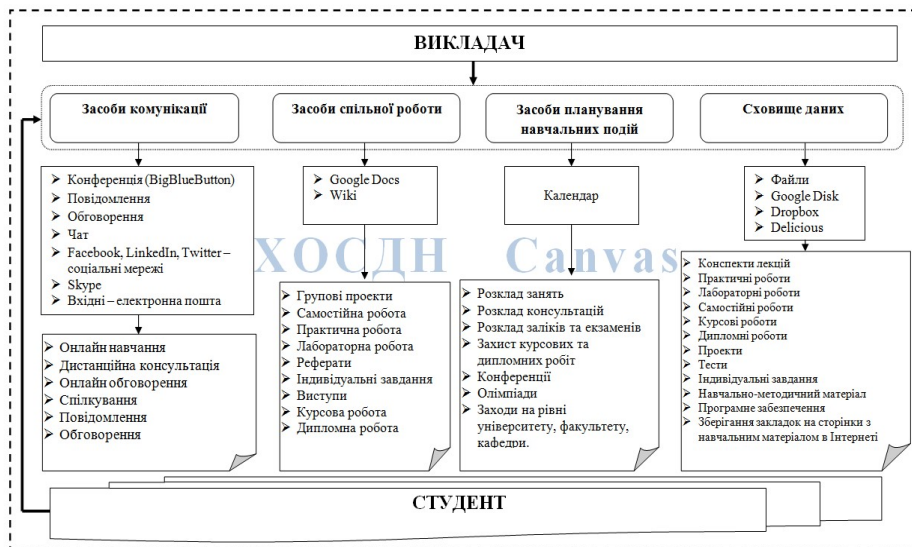 ВИКЛАДАЧ
Засоби комунікації
Засоби спільної роботи
Засоби планування
навчальних подій
Сховище даних
Конференція (BigBlueButton)
Повідомлення
Обговорення
Чат
Facebook, LinkedIn, Twitter –
соціальні мережі
Skype
Вхідні – електронна пошта
Google Docs
Wiki
Календар
Файли
Google Disk
Dropbox
Delicious
ХОСДН Canvas
Онлайн навчання
Дистанційна консультація
Онлайн обговорення
Спілкування
Повідомлення
Обговорення
Групові проекти
Самостійна робота
Практична робота
Лабораторна робота
Реферати
Індивідуальні завдання
Виступи
Курсова робота
Дипломна робота
Розклад занять
Розклад консультацій
Розклад заліків та екзаменів
Захист курсових та
дипломних робіт
Конференції
Олімпіади
Заходи на рівні
університету, факультету,
кафедри.
Конспекти лекцій
Практичні роботи
Лабораторні роботи
Самостійні роботи
Курсові роботи
Дипломні роботи
Проекти
Тести
Індивідуальні завдання
Навчально-методичний матеріал
Програмне забезпечення
Зберігання закладок на сторінки з
навчальним матеріалом в Інтернеті
СТУДЕНТ